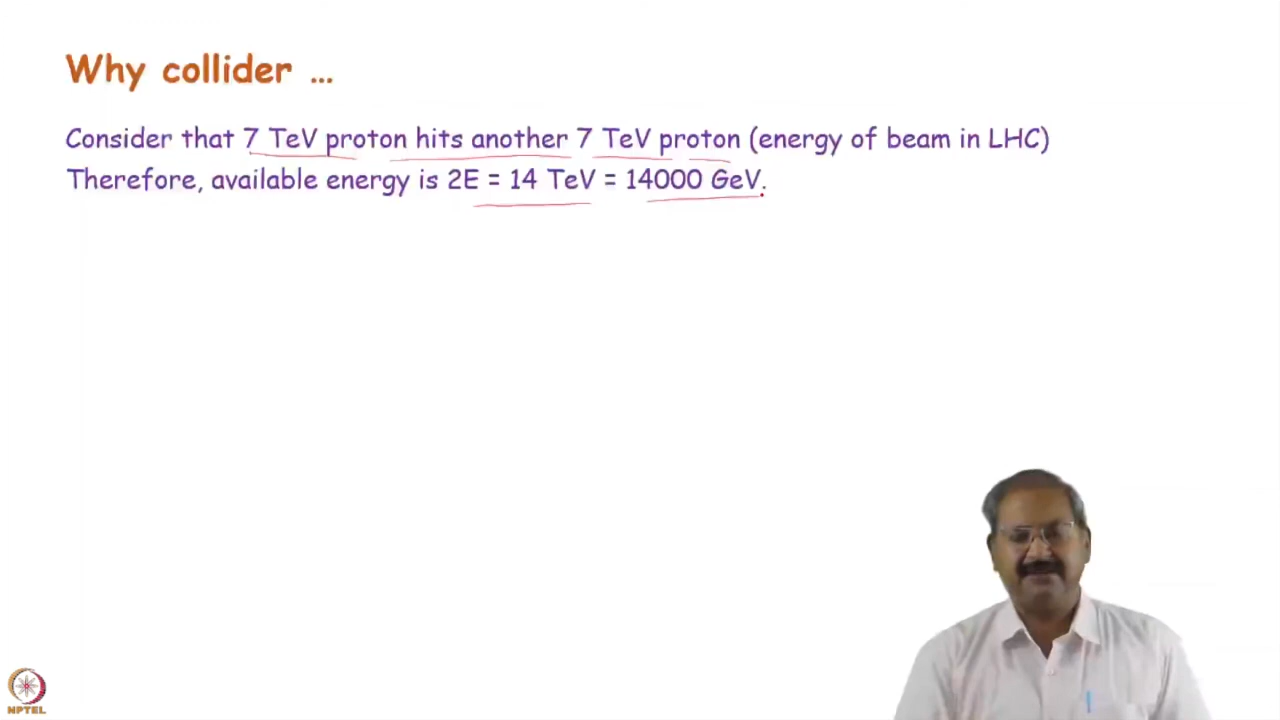 Why collider ...
Consider that 7 TeV proton hits another 7 TeV proton (energy of beam in LHC)
Therefore, available energy is 2E = 14 TeV = 14000 GeV.
NPTEL